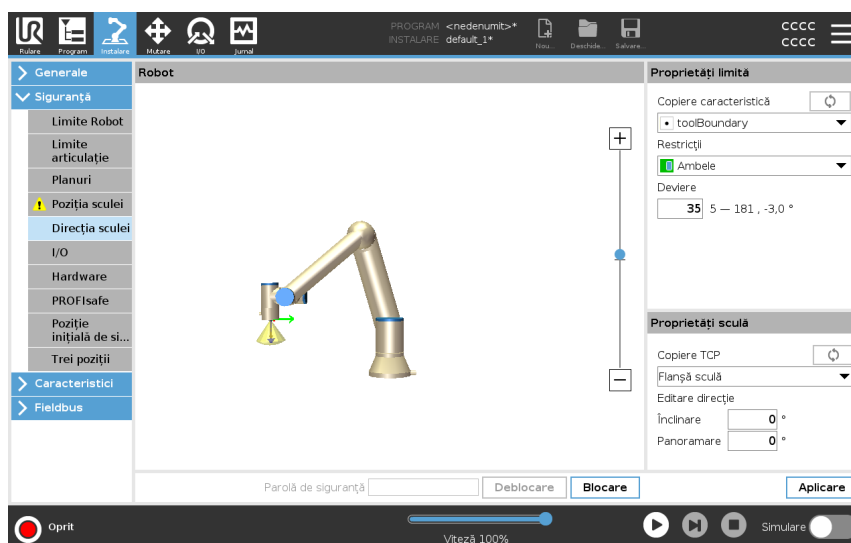 PROGRAM <nedenumit>*
INSTALARE default_1*
cccc
cccc
Rulare Program Instalare Mutare I/O Jurnal Nou... Deschide... Salvare...
Generale
Siguranță
Limite Robot
Limite
articulație
Planuri
Poziția sculei
Direcția sculei
I/O
Hardware
PROFIsafe
Poziție
inițială de si...
Trei poziții
Caracteristici
Fieldbus
Robot
Proprietăți limită
Copiere caracteristică
toolBoundary
Restricții
Ambele
Deviere
35 5 — 181 , -3,0 °
Proprietăți sculă
Copiere TCP
Flanșă sculă
Editare direcție
Înclinare 0 °
Panoramare 0 °
Parolă de siguranță Deblocare Blocare Aplicare
Oprit
Viteză 100%
Simulare